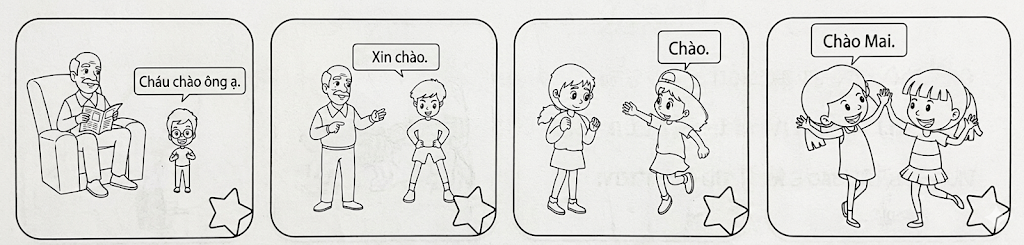 Cháu chào ông ạ.
Xin chào.
Chào.
Chào Mai.